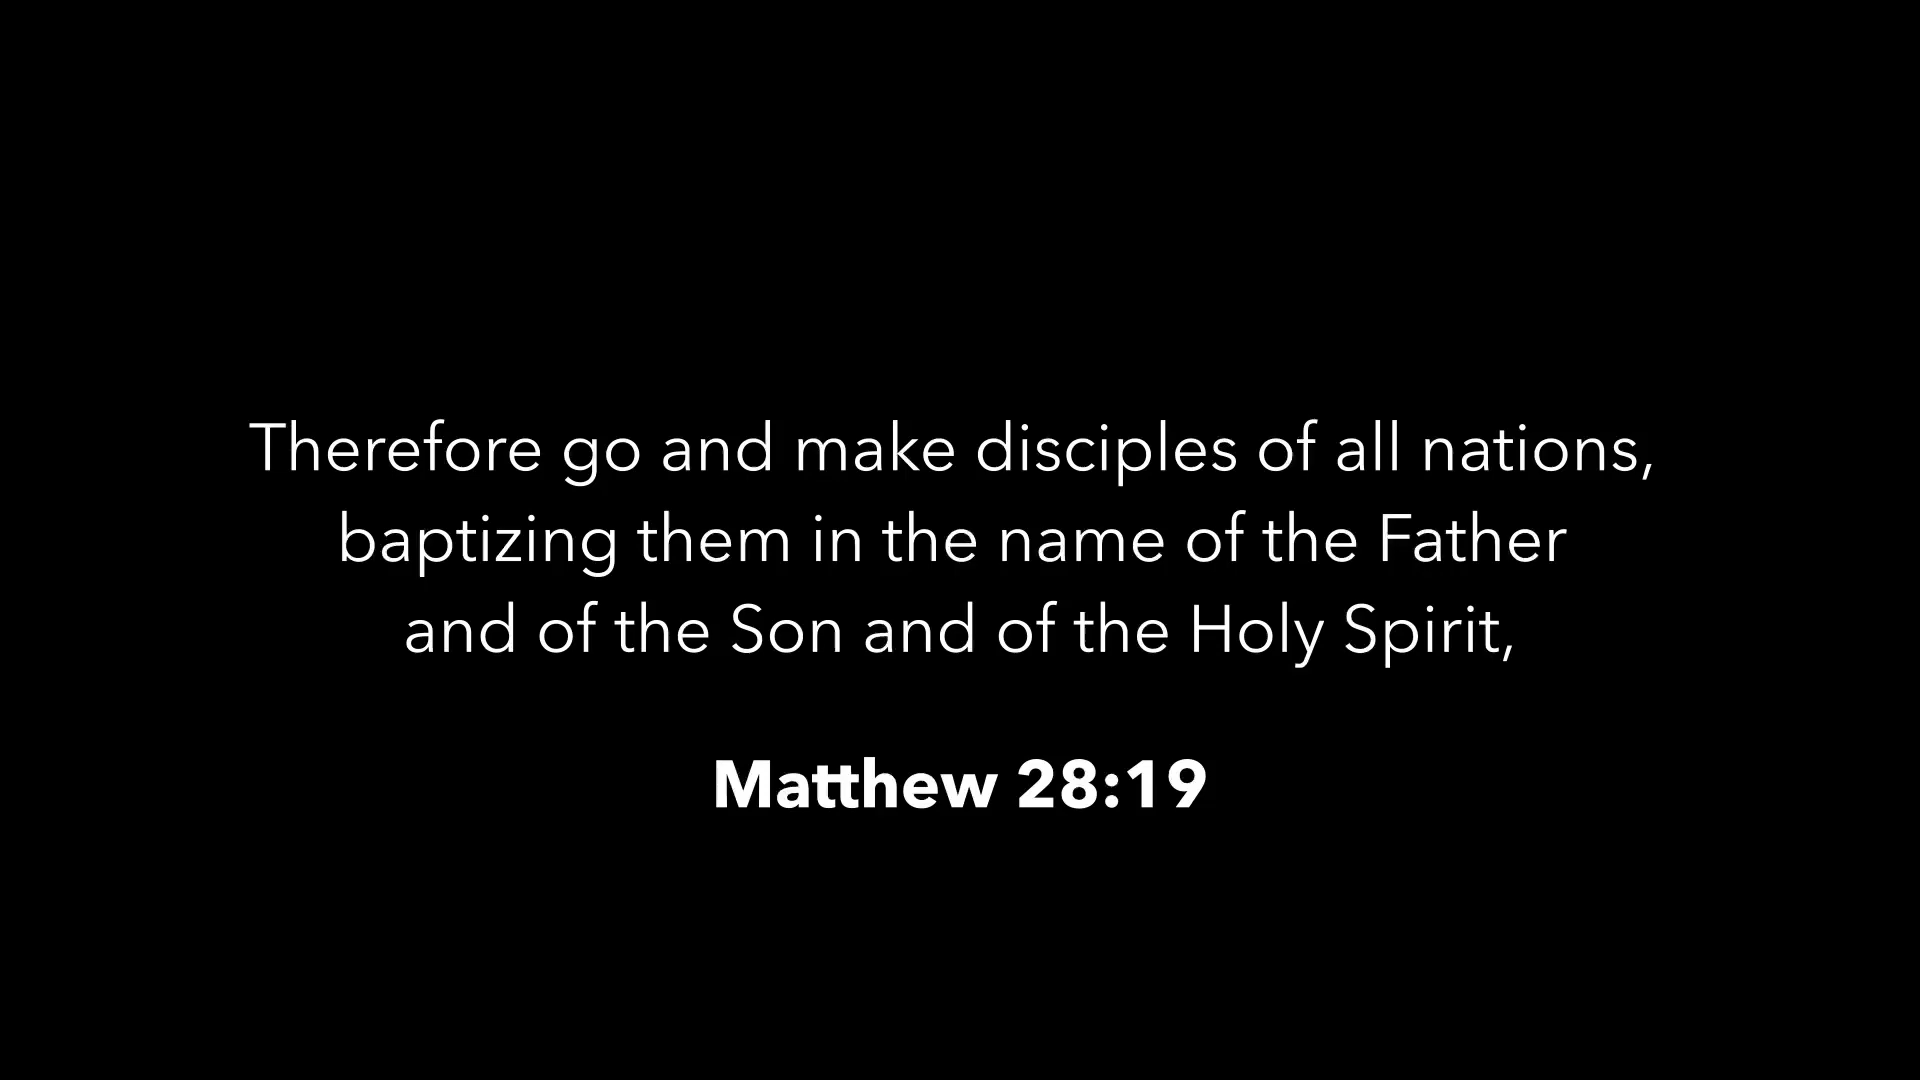 Therefore go and make disciples of all nations,
baptizing them in the name of the Father
and of the Son and of the Holy Spirit,
Matthew 28:19